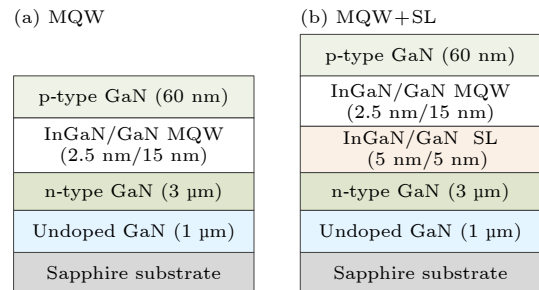 (a) MQW
p-type GaN (60 nm)
InGaN/GaN MQW
(2.5 nm/15 nm)
n-type GaN (3 µm)
Undoped GaN (1 µm)
Sapphire substrate
(b) MQW+SL
p-type GaN (60 nm)
InGaN/GaN MQW
(2.5 nm/15 nm)
InGaN/GaN SL
(5 nm/5 nm)
n-type GaN (3 µm)
Undoped GaN (1 µm)
Sapphire substrate